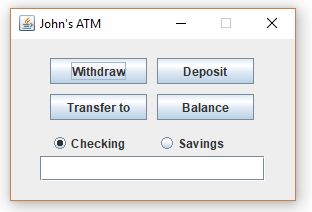 John's ATM
Withdraw Deposit
Transfer to Balance
Checking Savings